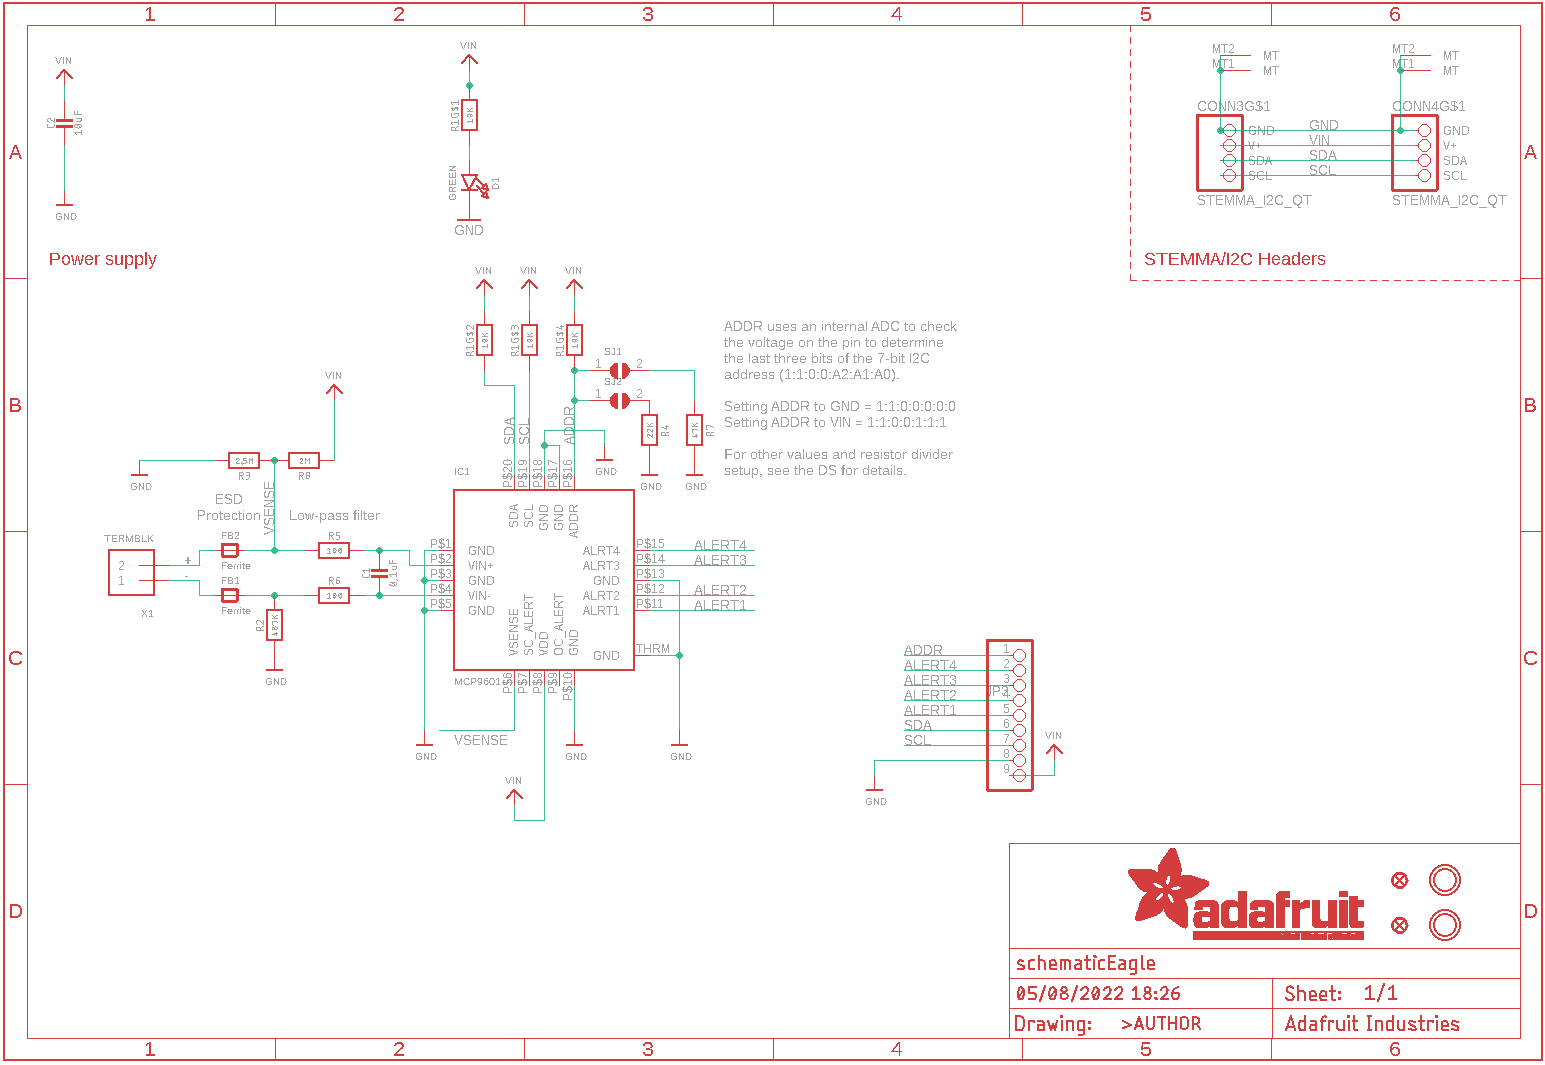 1 2 3 4 5 6
A
B
C
D
A
B
C
D
1 2 3 4 5 6
VIN
C2
10uF
GND
Power supply
VIN
R1G$1
10K
GREEN
D1
GND
MT2 MT
MT1 MT
CONN3G$1
GND
V+
SDA
SCL
STEMMA_I2C_QT
GND
VIN
SDA
SCL
MT2 MT
MT1 MT
CONN4G$1
GND
V+
SDA
SCL
STEMMA_I2C_QT
STEMMA/I2C Headers
VIN VIN VIN
R1G$2
10K
R1G$3
10K
R1G$4
10K
SJ1
1 2
SJ2
1 2
22K
R4
47K
R7
GND GND GND
SDA
SCL
ADDR
ADDR uses an internal ADC to check
the voltage on the pin to determine
the last three bits of the 7-bit I2C
address (1:1:0:0:A2:A1:A0).
Setting ADDR to GND = 1:1:0:0:0:0:0
Setting ADDR to VIN = 1:1:0:0:1:1:1
For other values and resistor divider
setup, see the DS for details.
VIN
2M
R8
GND
ESD
Protection
VSENSE
Low-pass filter
TERMBLK
2
1
X1
+
-
FB2
Ferrite
FB1
Ferrite
R5
100
R6
100
C1
0.1uF
R2
GND
IC1
P$20
P$19
P$18
P$17
P$16
SDA
SCL
GND
GND
ADDR
P$1 GND
P$2 VIN+
P$3 GND
P$4 VIN-
P$5 GND
ALRT4 P$15 ALERT4
ALRT3 P$14 ALERT3
GND P$13
ALRT2 P$12 ALERT2
ALRT1 P$11 ALERT1
GND THRM
VSENSE
SC_ALERT
VDD
OC_ALERT
GND
MCP9601
P$6
P$7
P$8
P$9
P$10
VSENSE
GND GND GND
VIN
ADDR 1
ALERT4 2
ALERT3 3
ALERT2 4
ALERT1 5
SDA 6
SCL 7
8
9
VIN
GND
adafruit
schematicEagle
05/08/2022 18:26 Sheet: 1/1
Drawing: >AUTHOR Adafruit Industries